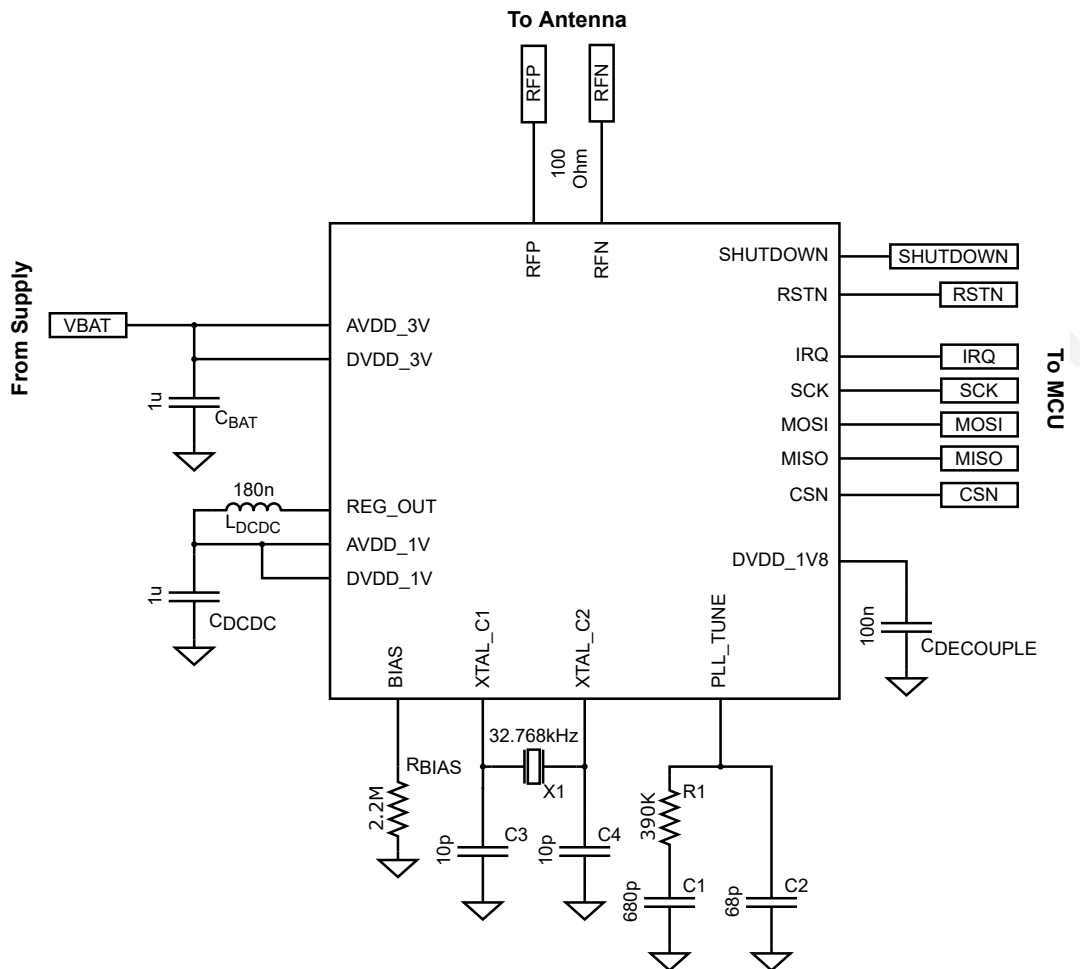 To Antenna
RFP
RFN
100
Ohm
RFP
RFN
From Supply
VBAT
AVDD_3V
DVDD_3V
1u
CBAT
180n
LDCDC
REG_OUT
AVDD_1V
DVDD_1V
1u
CDCDC
SHUTDOWN
SHUTDOWN
RSTN
RSTN
IRQ
IRQ
SCK
SCK
MOSI
MOSI
MISO
MISO
CSN
CSN
To MCU
DVDD_1V8
100n
CDECOUPLE
BIAS
XTAL_C1
XTAL_C2
PLL_TUNE
RBIAS
2.2M
32.768kHz
X1
10p
C3
10p
C4
R1
390K
680p
C1
68p
C2